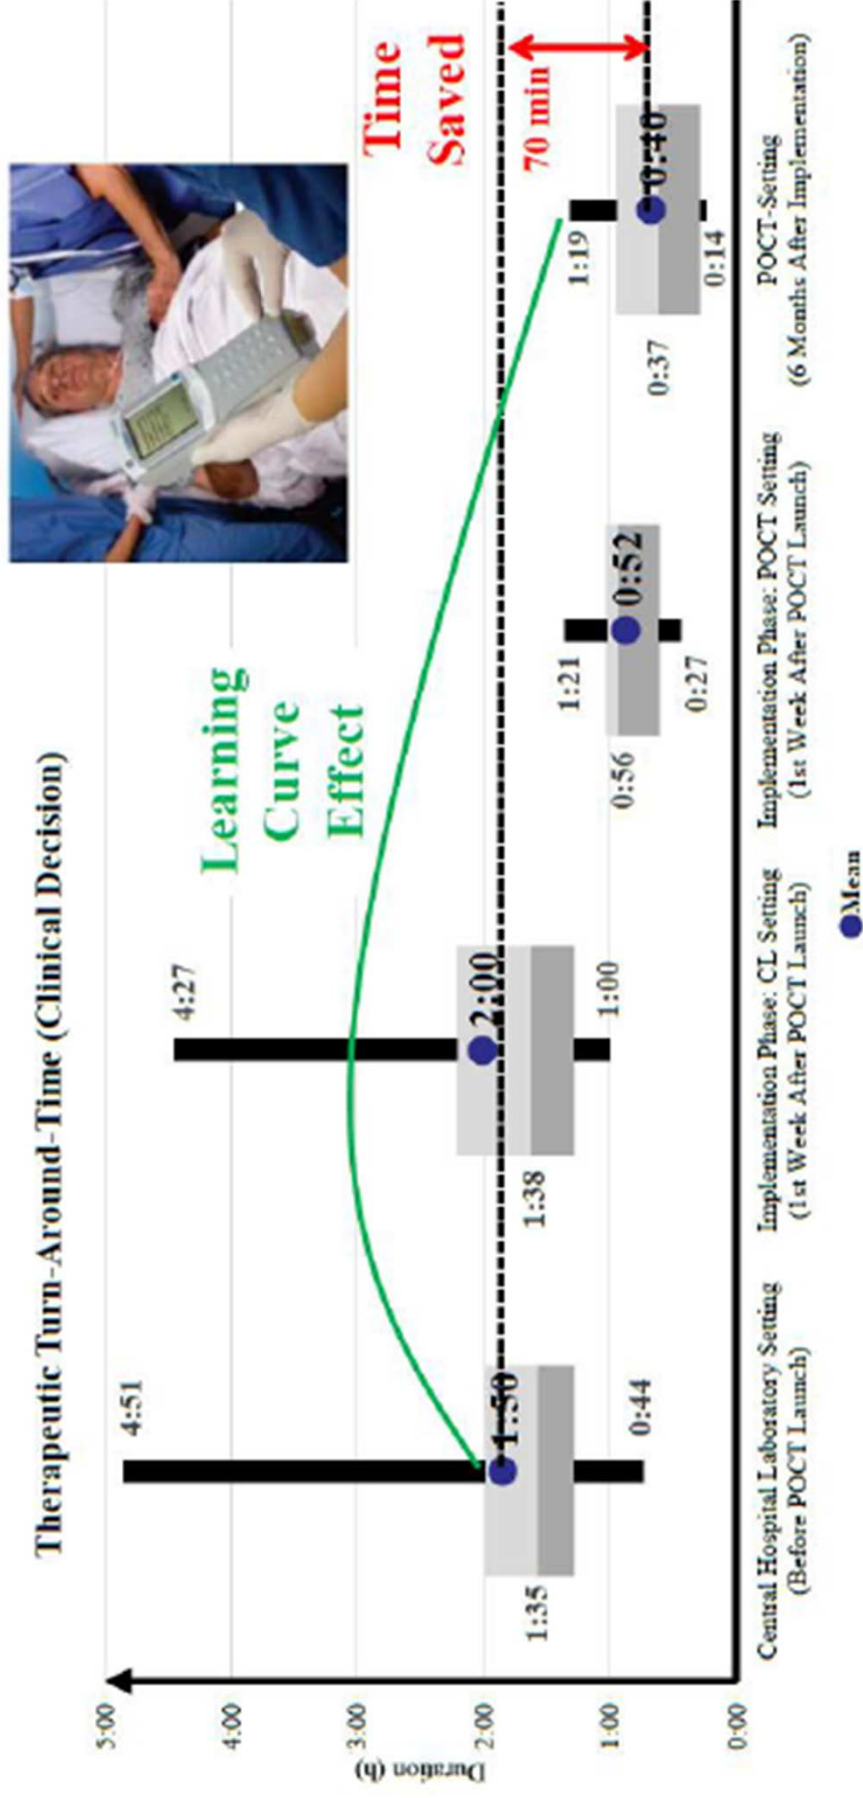 Therapeutic Turn-Around-Time (Clinical Decision)
5:00
4:00
3:00
2:00
1:00
0:00
Duration (h)
4:51
1:50
1:35
0:44
4:27
2:00
1:38
1:00
Learning
Curve
Effect
1:21
0:52
0:56
0:27
Time
Saved
70 min
1:19
0:40
0:37
0:14
Central Hospital Laboratory Setting
(Before POCT Launch)
Implementation Phase: CL Setting
(1st Week After POCT Launch)
Implementation Phase: POCT Setting
(1st Week After POCT Launch)
POCT-Setting
(6 Months After Implementation)
Mean